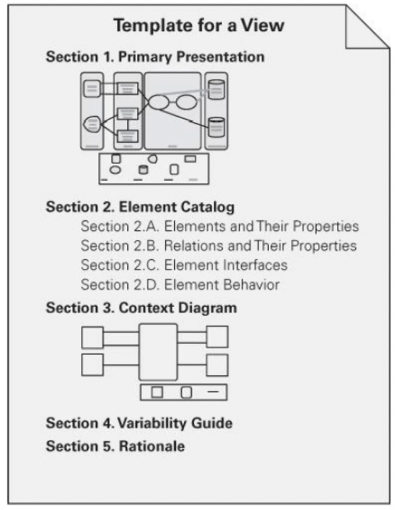 Template for a View
Section 1. Primary Presentation
Section 2. Element Catalog
Section 2.A. Elements and Their Properties
Section 2.B. Relations and Their Properties
Section 2.C. Element Interfaces
Section 2.D. Element Behavior
Section 3. Context Diagram
Section 4. Variability Guide
Section 5. Rationale